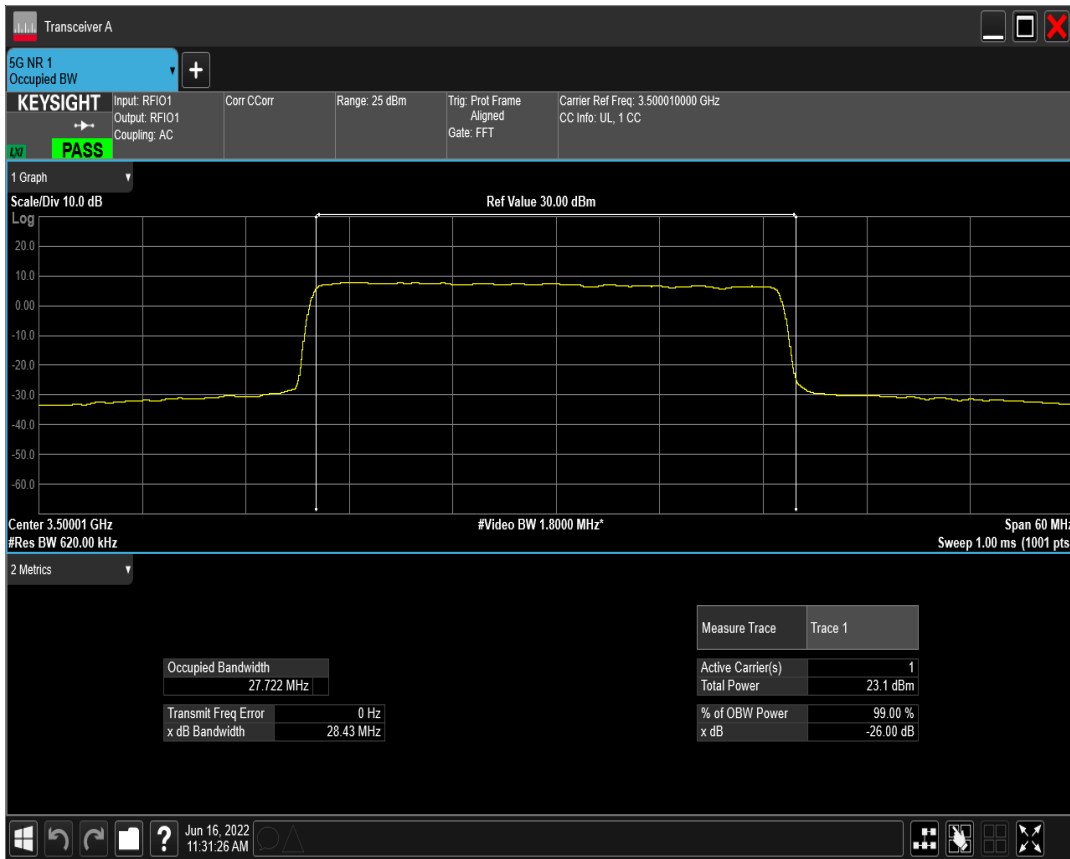 Transceiver A
5G NR 1
Occupied BW
KEYSIGHT
LXI
PASS
Input: RFIO1
Output: RFIO1
Coupling: AC
Corr CCorr
Range: 25 dBm
Trig: Prot Frame
Aligned
Gate: FFT
Carrier Ref Freq: 3.500010000 GHz
CC Info: UL, 1 CC
1 Graph
Scale/Div 10.0 dB
Ref Value 30.00 dBm
Log
20.0
10.0
0.00
-10.0
-20.0
-30.0
-40.0
-50.0
-60.0
Center 3.50001 GHz
#Video BW 1.8000 MHz*
Span 60 MHz
#Res BW 620.00 kHz
Sweep 1.00 ms (1001 pts
2 Metrics
Measure Trace Trace 1
Occupied Bandwidth
27.722 MHz
Active Carrier(s) 1
Total Power 23.1 dBm
Transmit Freq Error 0 Hz
x dB Bandwidth 28.43 MHz
% of OBW Power 99.00 %
x dB -26.00 dB
?
Jun 16, 2022
11:31:26 AM